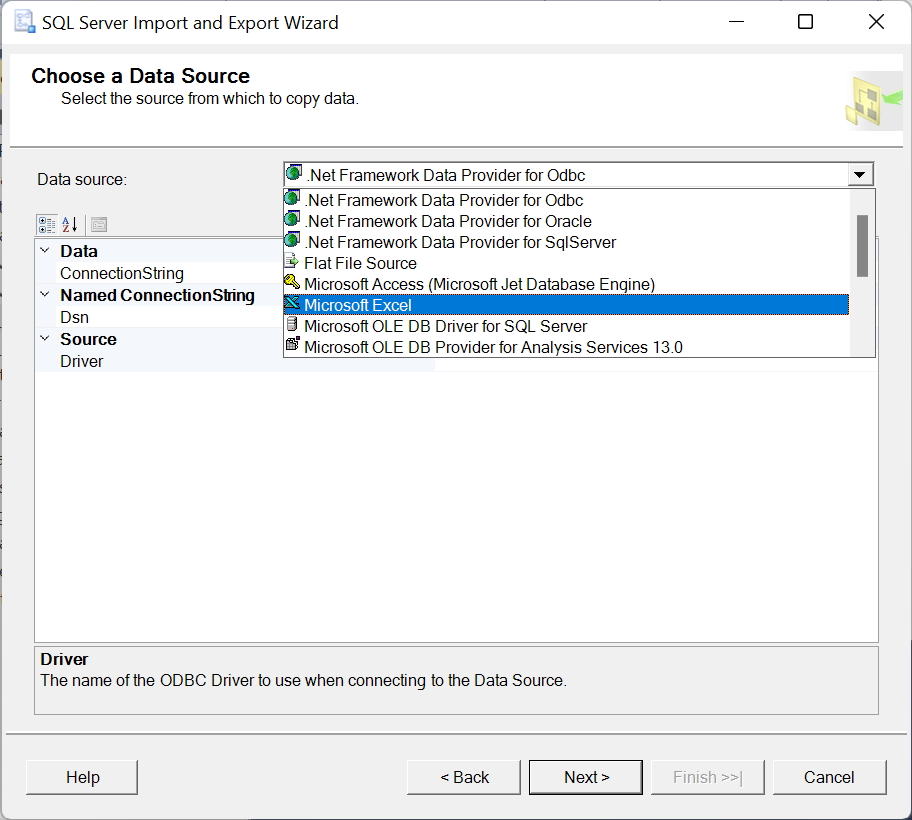 SQL Server Import and Export Wizard
Choose a Data Source
Select the source from which to copy data.
Data source:
.Net Framework Data Provider for Odbc
.Net Framework Data Provider for Odbc
.Net Framework Data Provider for Oracle
.Net Framework Data Provider for SqlServer
Flat File Source
Microsoft Access (Microsoft Jet Database Engine)
Microsoft Excel
Microsoft OLE DB Driver for SQL Server
Microsoft OLE DB Provider for Analysis Services 13.0
Data
ConnectionString
Named ConnectionString
Dsn
Source
Driver
Driver
The name of the ODBC Driver to use when connecting to the Data Source.
Help
< Back
Next >
Finish >>|
Cancel